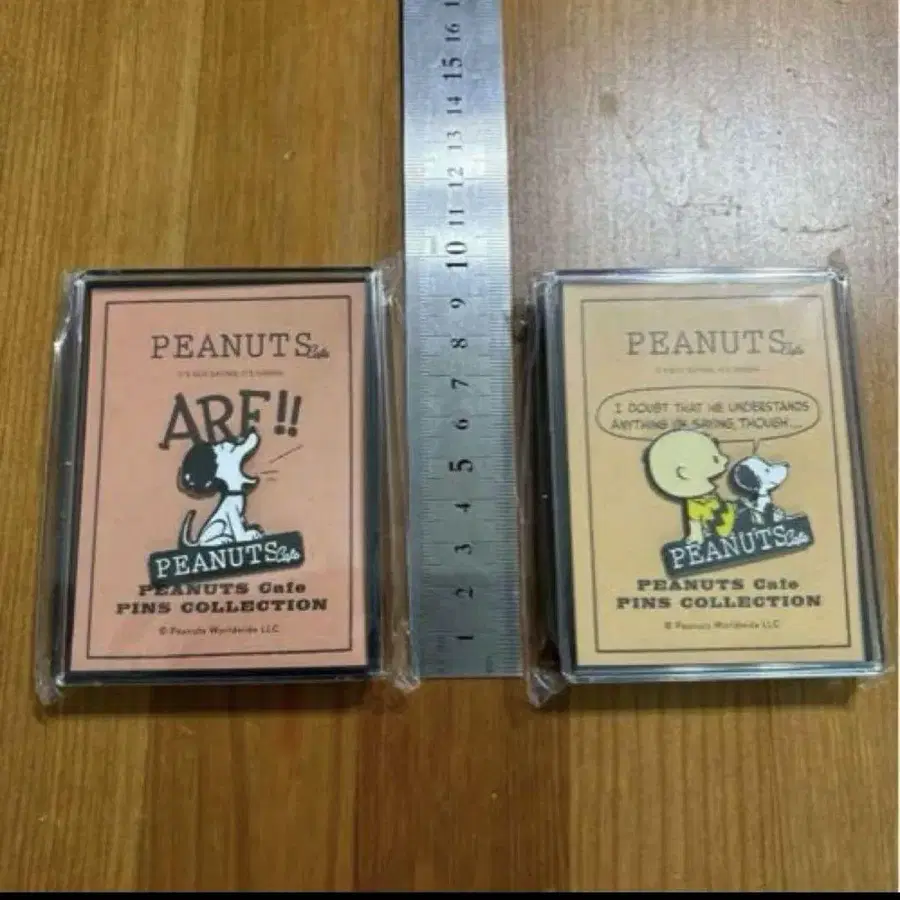 PEANUTS Cafe
ARF!!
PEANUTS Cafe
PEANUTS Cafe
PINS COLLECTION
© Peanuts Worldwide LLC
16
15
14
13
12
11
10
9
8
7
6
5
4
3
2
1
PEANUTS Cafe
I DOUBT THAT HE UNDERSTANDS
ANYTHING I'M SAYING, THOUGH...
PEANUTS Cafe
PEANUTS Cafe
PINS COLLECTION
© Peanuts Worldwide LLC